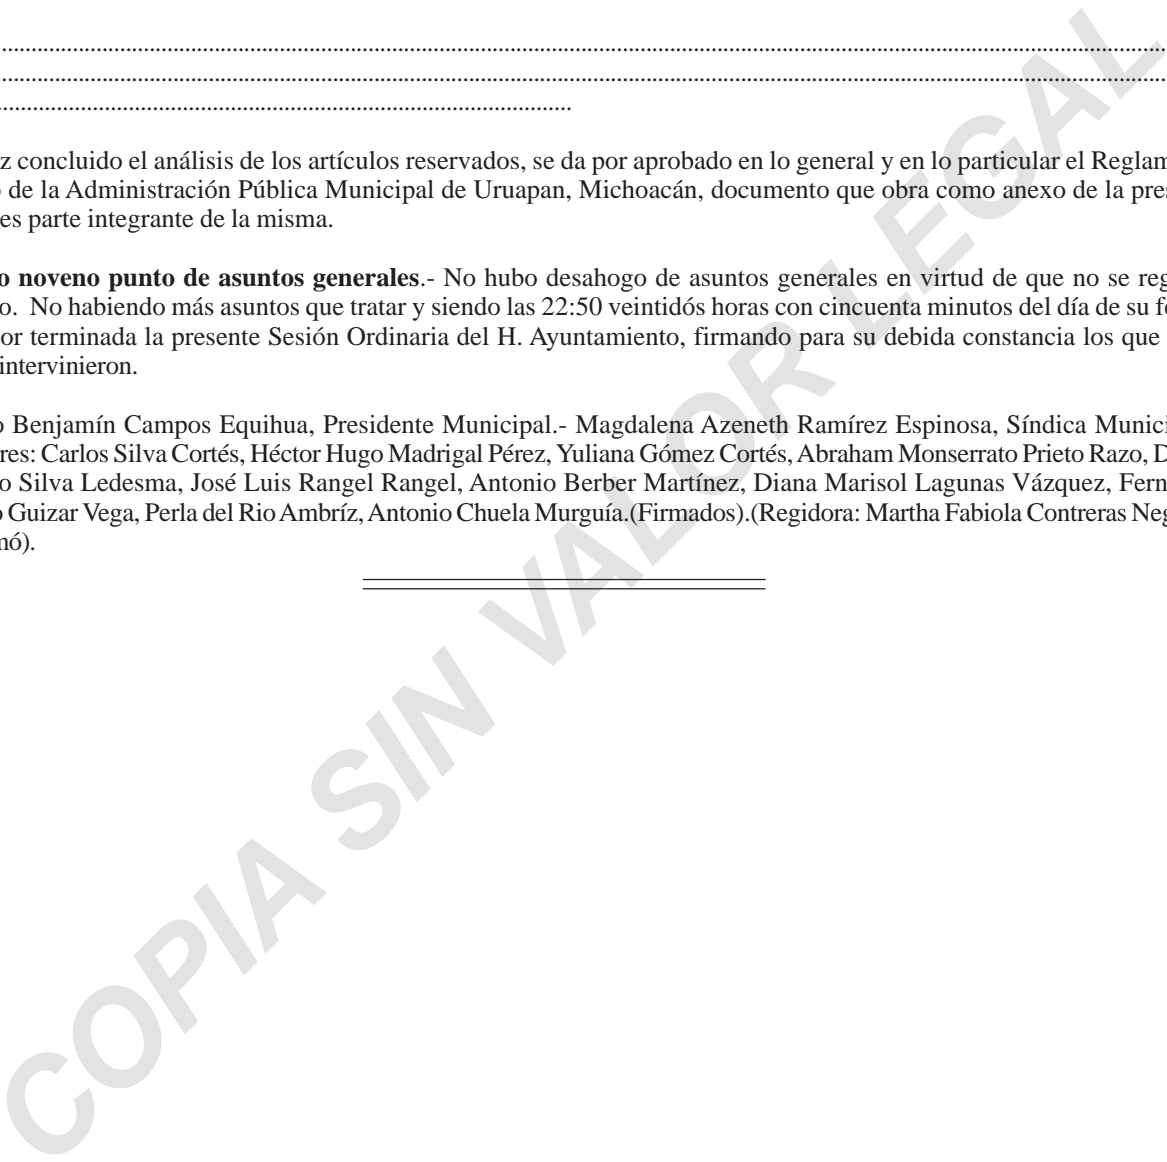 ..........................................................................................................................................................................................................
..........................................................................................................................................................................................................
.................................................................................................
z concluido el análisis de los artículos reservados, se da por aprobado en lo general y en lo particular el Reglam
o de la Administración Pública Municipal de Uruapan, Michoacán, documento que obra como anexo de la pres
es parte integrante de la misma.
o noveno punto de asuntos generales.- No hubo desahogo de asuntos generales en virtud de que no se reg
o. No habiendo más asuntos que tratar y siendo las 22:50 veintidós horas con cincuenta minutos del día de su fe
or terminada la presente Sesión Ordinaria del H. Ayuntamiento, firmando para su debida constancia los que
intervinieron.
o Benjamín Campos Equihua, Presidente Municipal.- Magdalena Azeneth Ramírez Espinosa, Síndica Munici
res: Carlos Silva Cortés, Héctor Hugo Madrigal Pérez, Yuliana Gómez Cortés, Abraham Monserrato Prieto Razo, D
o Silva Ledesma, José Luis Rangel Rangel, Antonio Berber Martínez, Diana Marisol Lagunas Vázquez, Fern
o Guizar Vega, Perla del Rio Ambríz, Antonio Chuela Murguía.(Firmados).(Regidora: Martha Fabiola Contreras Neg
mó).
COPIA SIN VALOR LEGAL